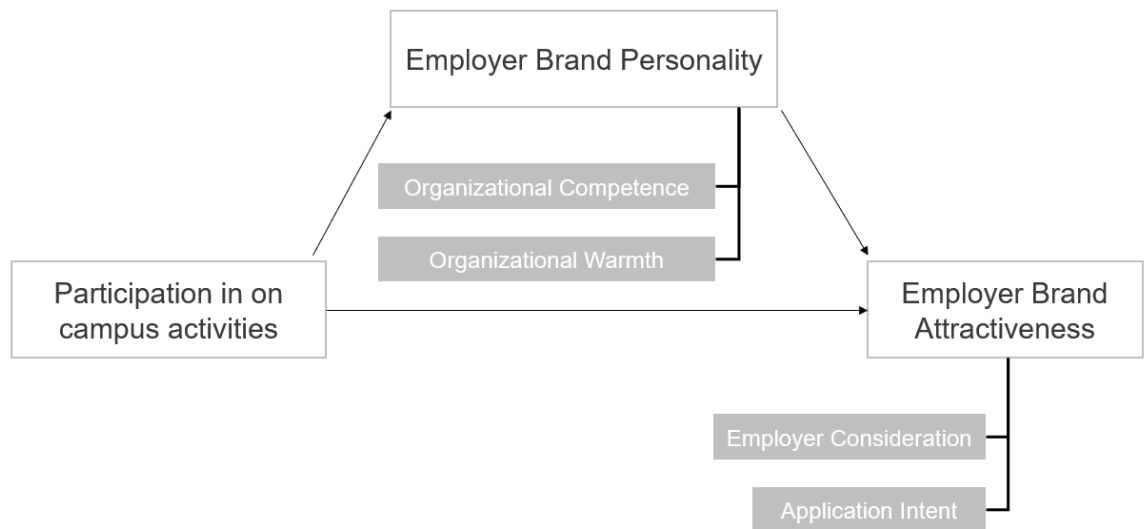 Employer Brand Personality
Organizational Competence
Organizational Warmth
Participation in on
campus activities
Employer Brand
Attractiveness
Employer Consideration
Application Intent